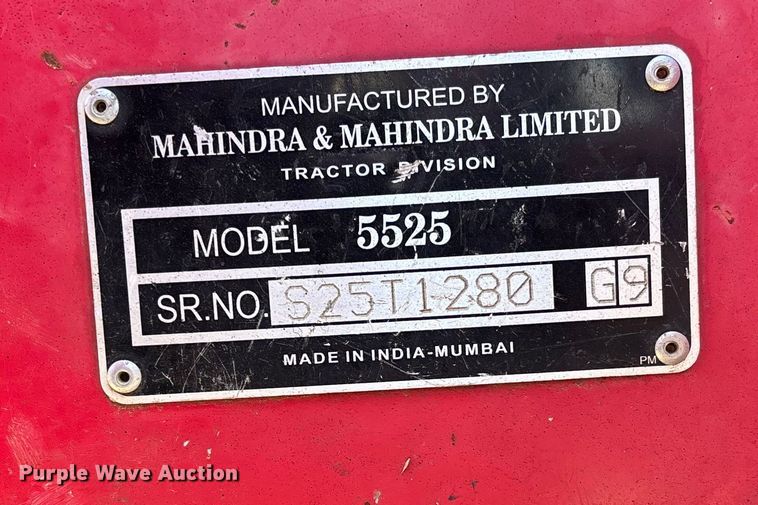 MANUFACTURED BY
MAHINDRA & MAHINDRA LIMITED
TRACTOR DIVISION
MODEL 5525
SR.NO. S25T1280 G9
MADE IN INDIA-MUMBAI
PM
Purple Wave Auction